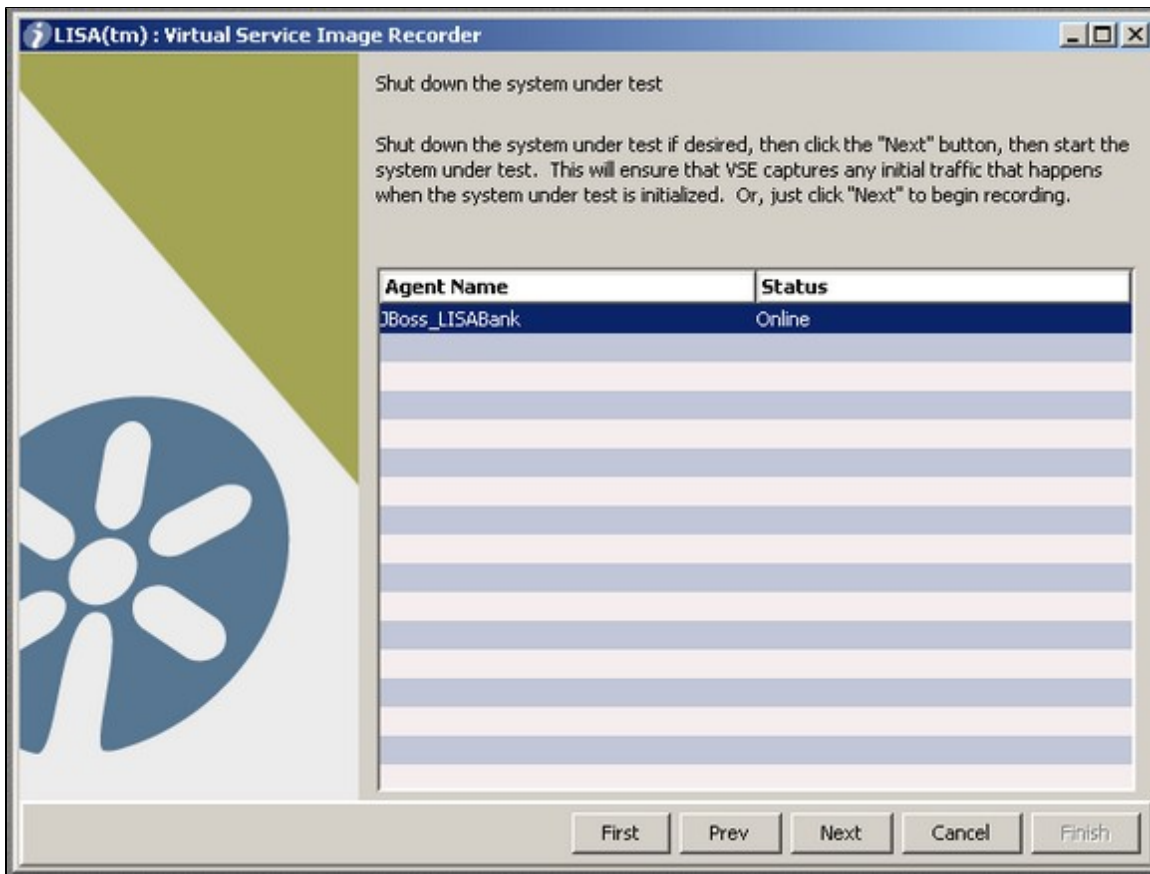 LISA(tm) : Virtual Service Image Recorder
Shut down the system under test
Shut down the system under test if desired, then click the "Next" button, then start the
system under test.  This will ensure that VSE captures any initial traffic that happens
when the system under test is initialized.  Or, just click "Next" to begin recording.
Agent Name Status
JBoss_LISABank Online
First Prev Next Cancel Finish